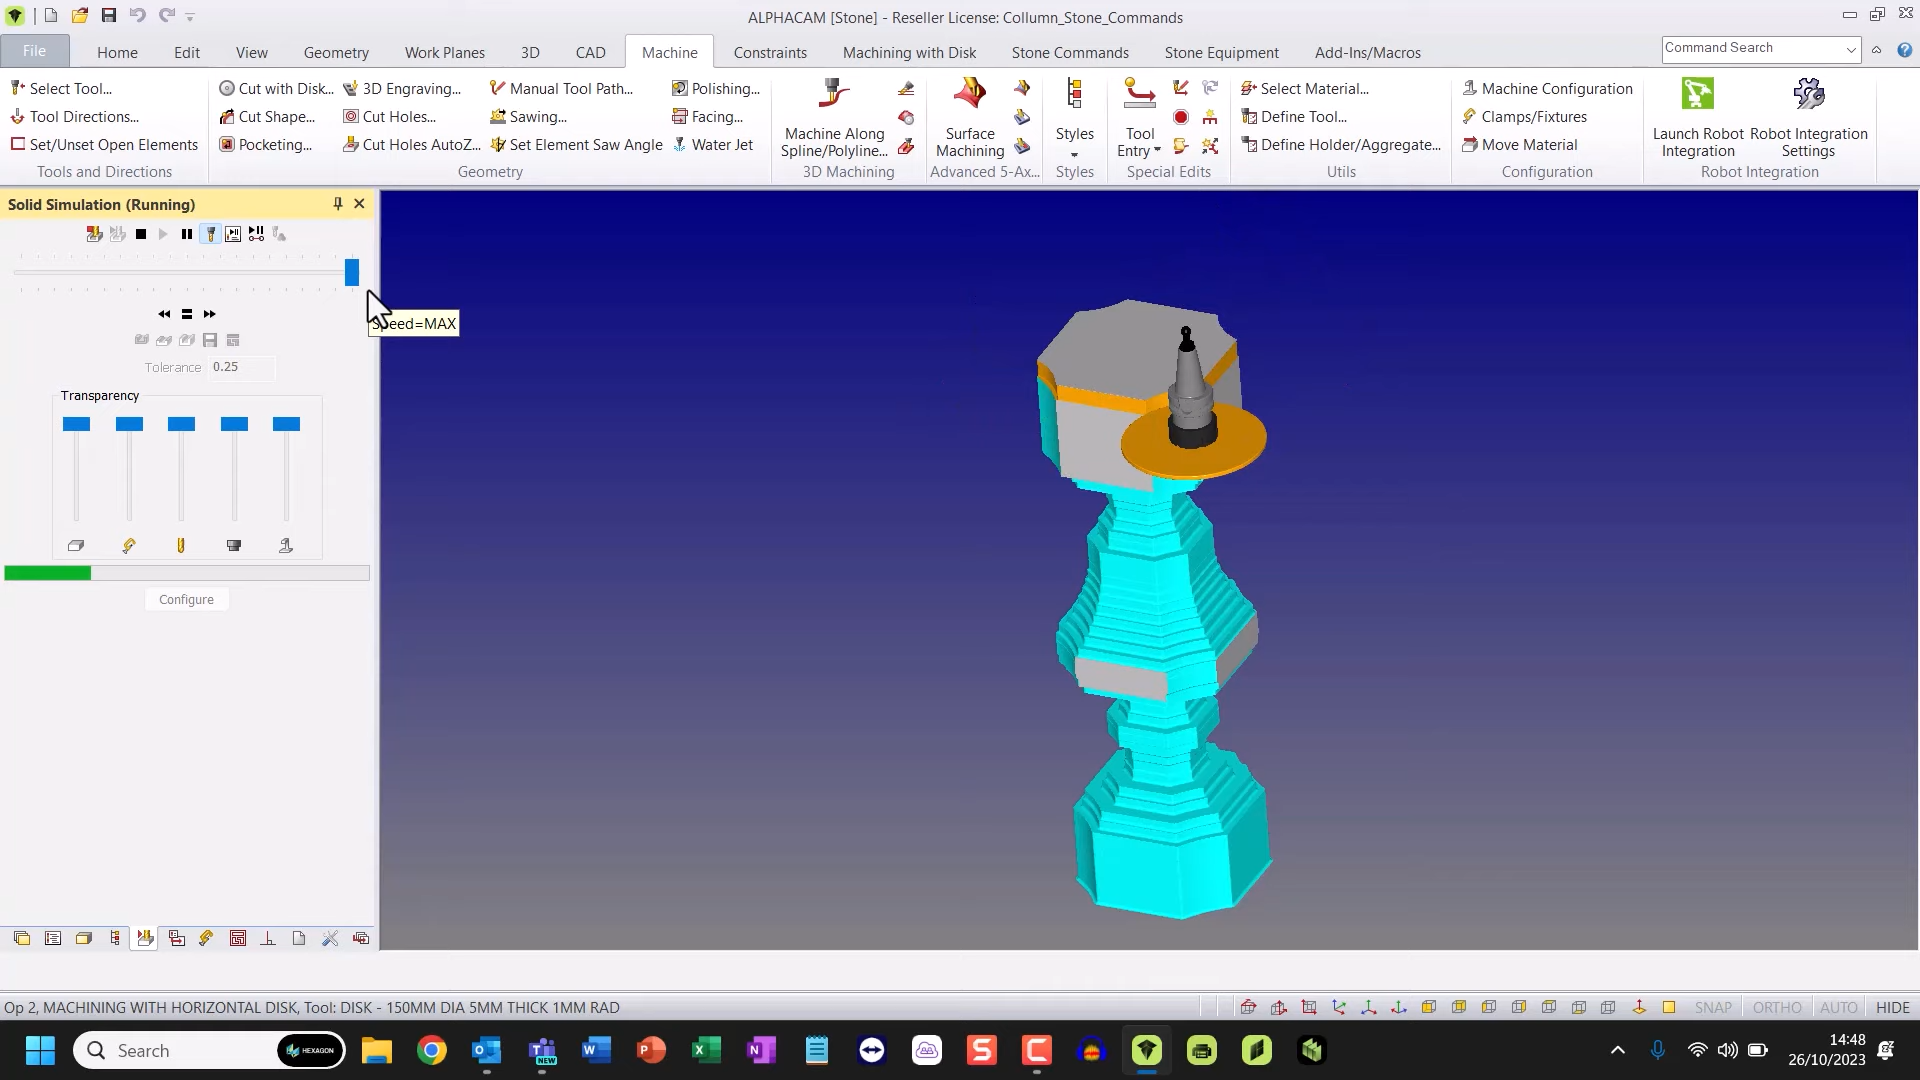 ALPHACAM [Stone] - Reseller License: Collumn_Stone_Commands
File Home Edit View Geometry Work Planes 3D CAD Machine Constraints Machining with Disk Stone Commands Stone Equipment Add-Ins/Macros Command Search
Select Tool... Cut with Disk... 3D Engraving... Manual Tool Path... Polishing... Select Material... Machine Configuration
Tool Directions... Cut Shape... Cut Holes... Sawing... Facing... Define Tool... Clamps/Fixtures
Set/Unset Open Elements Pocketing... Cut Holes AutoZ... Set Element Saw Angle Water Jet Define Holder/Aggregate... Move Material
Machine Along
Spline/Polyline...
Surface
Machining
Styles
Tool
Entry
Launch Robot
Integration
Robot Integration
Settings
Tools and Directions Geometry 3D Machining Advanced 5-Ax... Styles Special Edits Utils Configuration Robot Integration
Solid Simulation (Running)
Speed=MAX
Tolerance 0.25
Transparency
Configure
Op 2, MACHINING WITH HORIZONTAL DISK, Tool: DISK - 150MM DIA 5MM THICK 1MM RAD
SNAP ORTHO AUTO HIDE
Search HEXAGON
NEW
14:48
26/10/2023